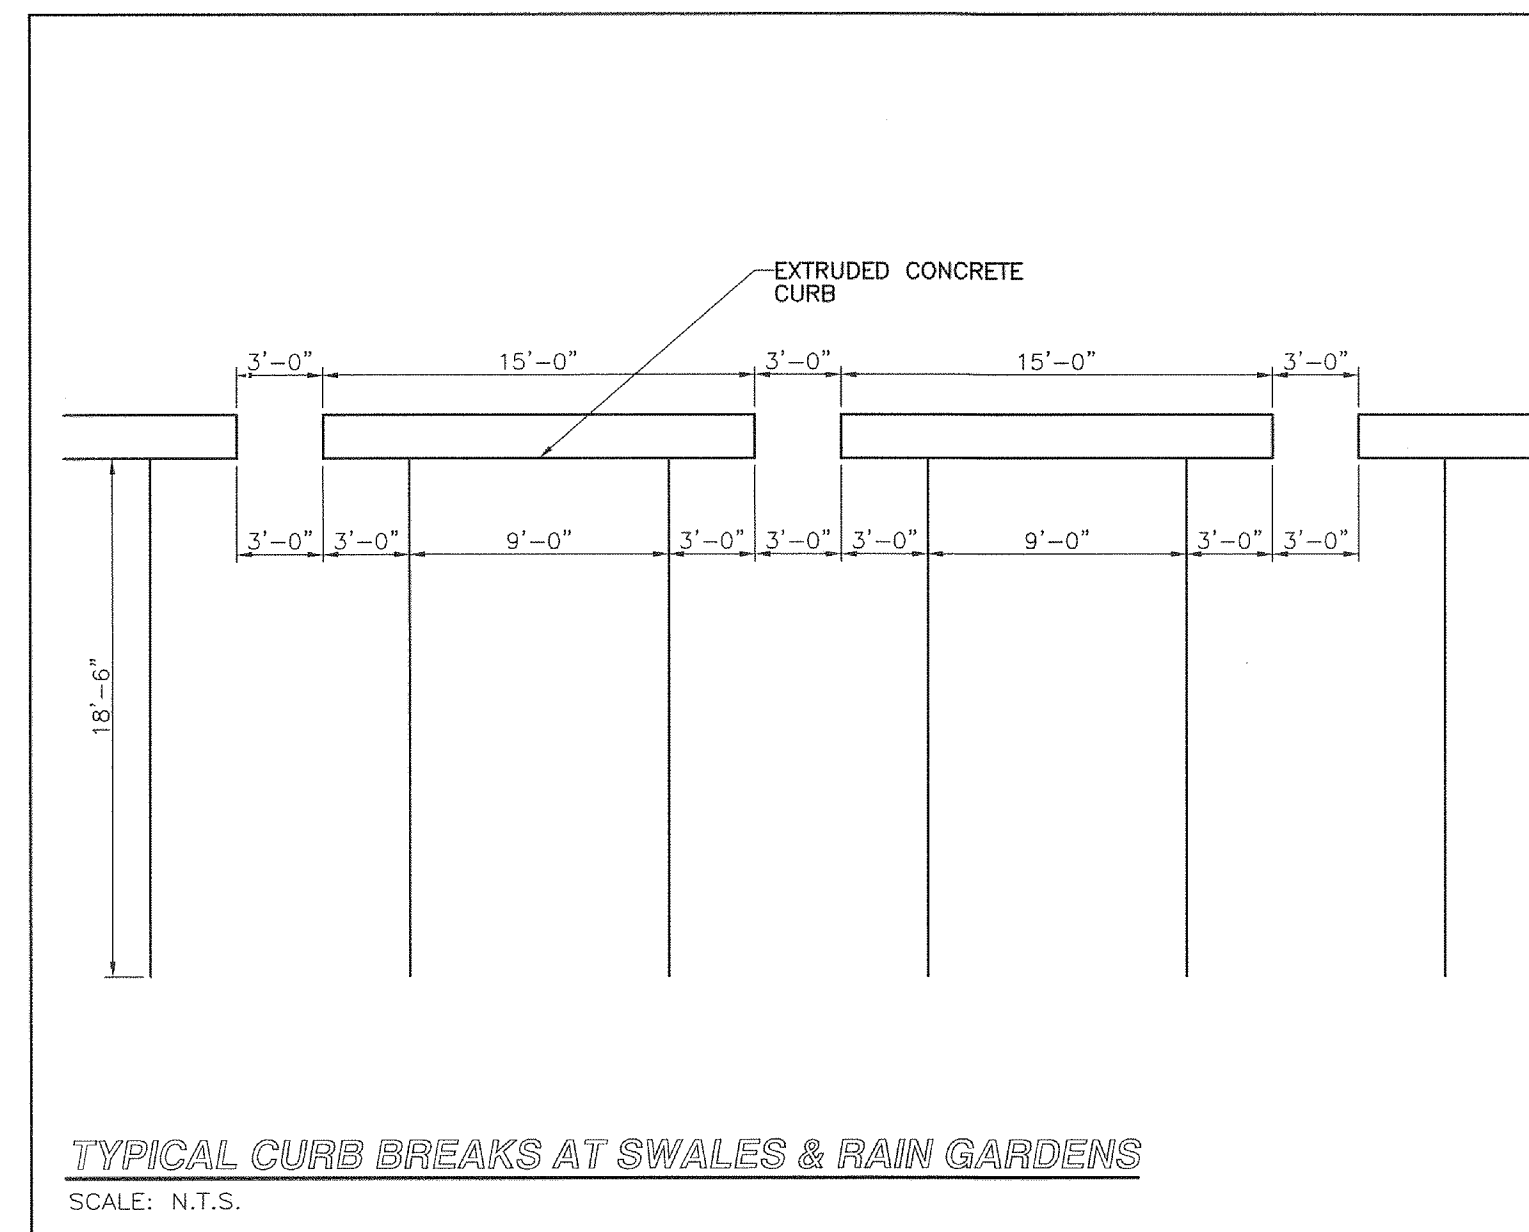 EXTRUDED CONCRETE
CURB
3'-0" 15'-0" 3'-0" 15'-0" 3'-0"
3'-0" 3'-0" 9'-0" 3'-0" 3'-0" 3'-0" 9'-0" 3'-0" 3'-0"
18'-6"
TYPICAL CURB BREAKS AT SWALES & RAIN GARDENS
SCALE: N.T.S.